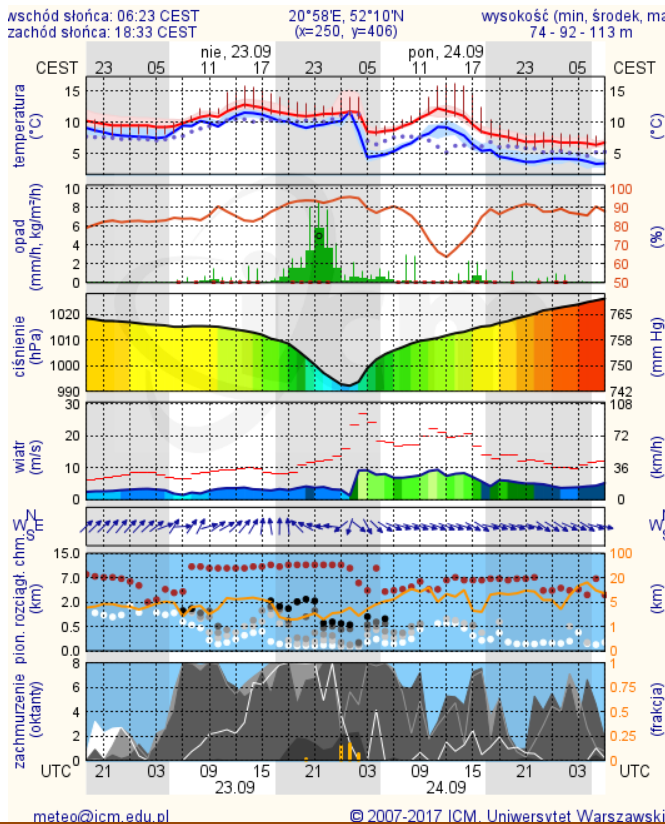 wschód słońca: 06:23 CEST 20°58'E, 52°10'N wysokość (min, środek, ma
zachód słońca: 18:33 CEST (x=250, y=406) 74 - 92 - 113 m
nie, 23.09 pon, 24.09
CEST 23 05 11 17 23 05 11 17 23 05 CEST
temperatura (°C)
15
10
5
opad (mm/h, kg/m²/h)
10
8
6
4
2
0
100
90
80
70
60
50
(%)
ciśnienie (hPa)
1020
1010
1000
990
765
758
750
742
(mm Hg)
wiatr m/s
30
20
10
0
108
72
36
0
(km/h)
N
W E
S
N
W
S
pion. rozciągł. chm. (km)
15.0
7.0
2.0
0.5
0.0
100
20
5
1
0
(km)
zachmurzenie (oktanty)
8
6
4
2
0
1
0.75
0.5
0.25
0
(frakcja)
UTC 21 03 09 15 21 03 09 15 21 03 UTC
23.09 24.09
meteo@icm.edu.pl © 2007-2017 ICM, Uniwersytet Warszawski